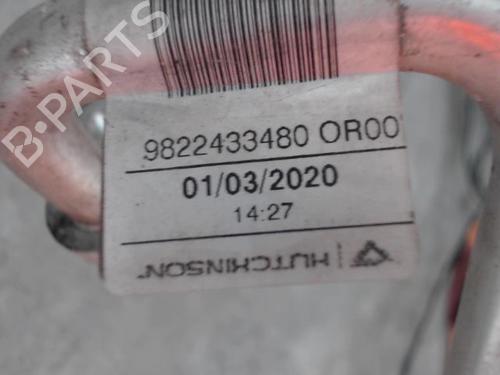 B-PARTS
9822433480 OR00
01/03/2020
14:27
HUTCHINSON